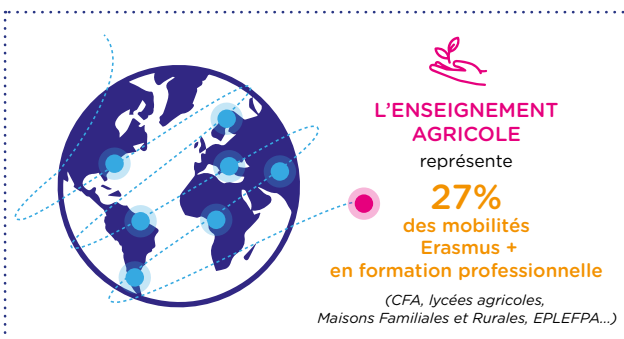 L'ENSEIGNEMENT
AGRICOLE
représente
27%
des mobilités
Erasmus +
en formation professionnelle
(CFA, lycées agricoles,
Maisons Familiales et Rurales, EPLEFPA...)